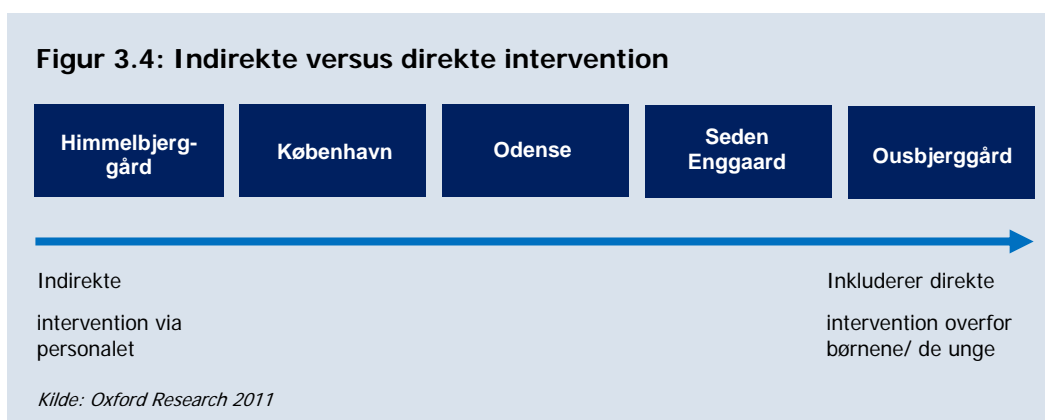 Figur 3.4: Indirekte versus direkte intervention
Himmelbjerg-
gård
København
Odense
Seden
Enggaard
Ousbjerggård
Indirekte
intervention via
personalet
Inkluderer direkte
intervention overfor
børnene/ de unge
Kilde: Oxford Research 2011